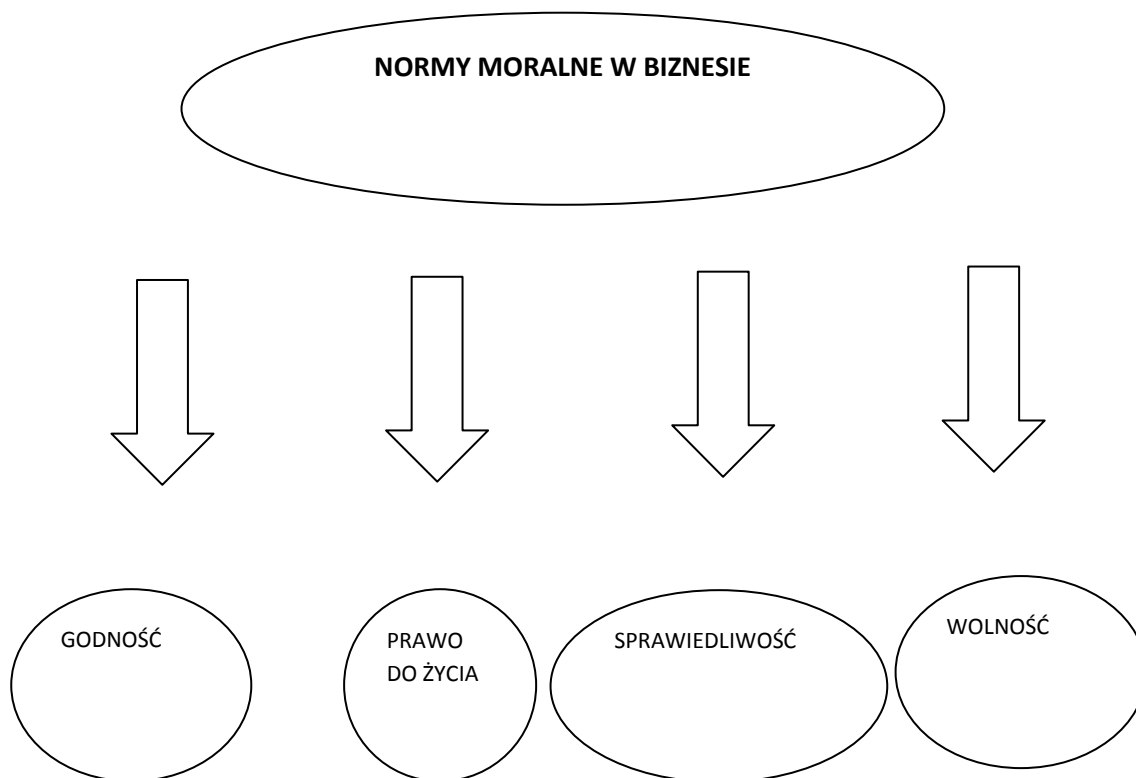 NORMY MORALNE W BIZNESIE
GODNOŚĆ
PRAWO
DO ŻYCIA
SPRAWIEDLIWOŚĆ
WOLNOŚĆ